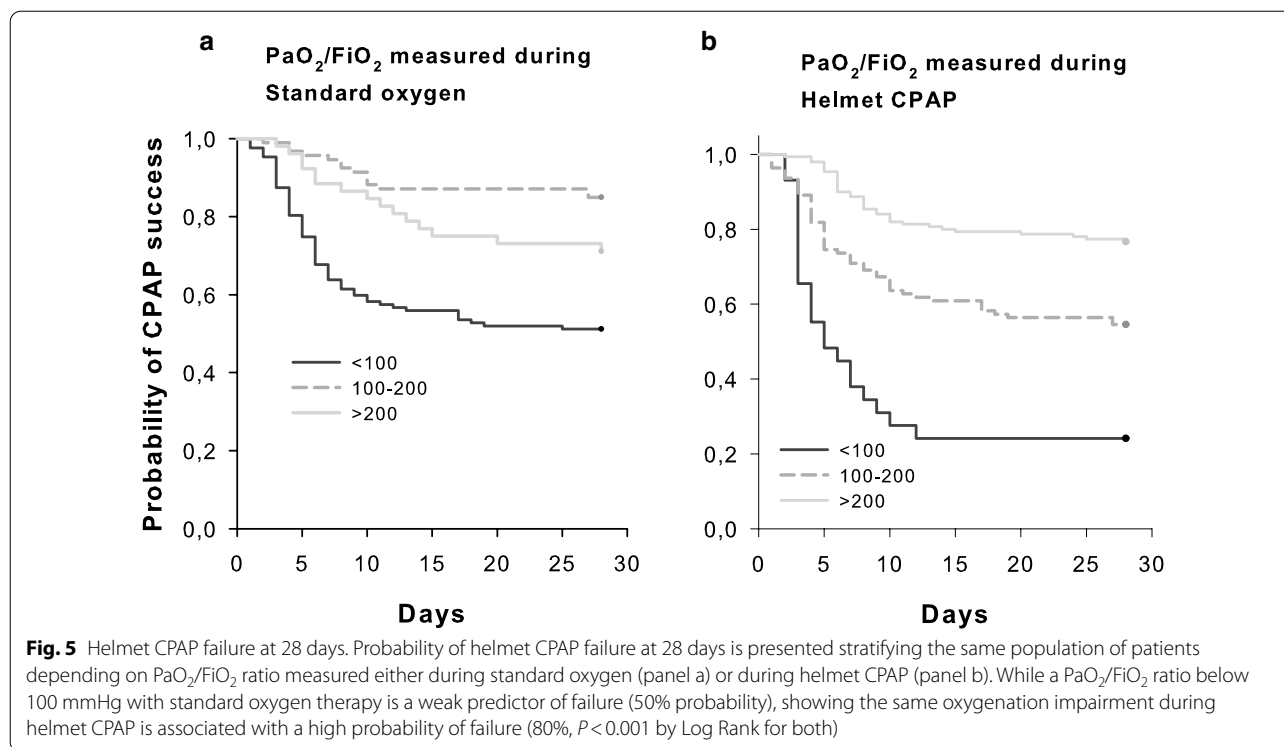 a
PaO2/FiO2 measured during
Standard oxygen
Probability of CPAP success
1,0
0,8
0,6
0,4
0,2
0,0
<100
100-200
>200
0 5 10 15 20 25 30
Days
b
PaO2/FiO2 measured during
Helmet CPAP
1,0
0,8
0,6
0,4
0,2
0,0
<100
100-200
>200
0 5 10 15 20 25 30
Days
Fig. 5 Helmet CPAP failure at 28 days. Probability of helmet CPAP failure at 28 days is presented stratifying the same population of patients
depending on PaO2/FiO2 ratio measured either during standard oxygen (panel a) or during helmet CPAP (panel b). While a PaO2/FiO2 ratio below
100 mmHg with standard oxygen therapy is a weak predictor of failure (50% probability), showing the same oxygenation impairment during
helmet CPAP is associated with a high probability of failure (80%, P < 0.001 by Log Rank for both)